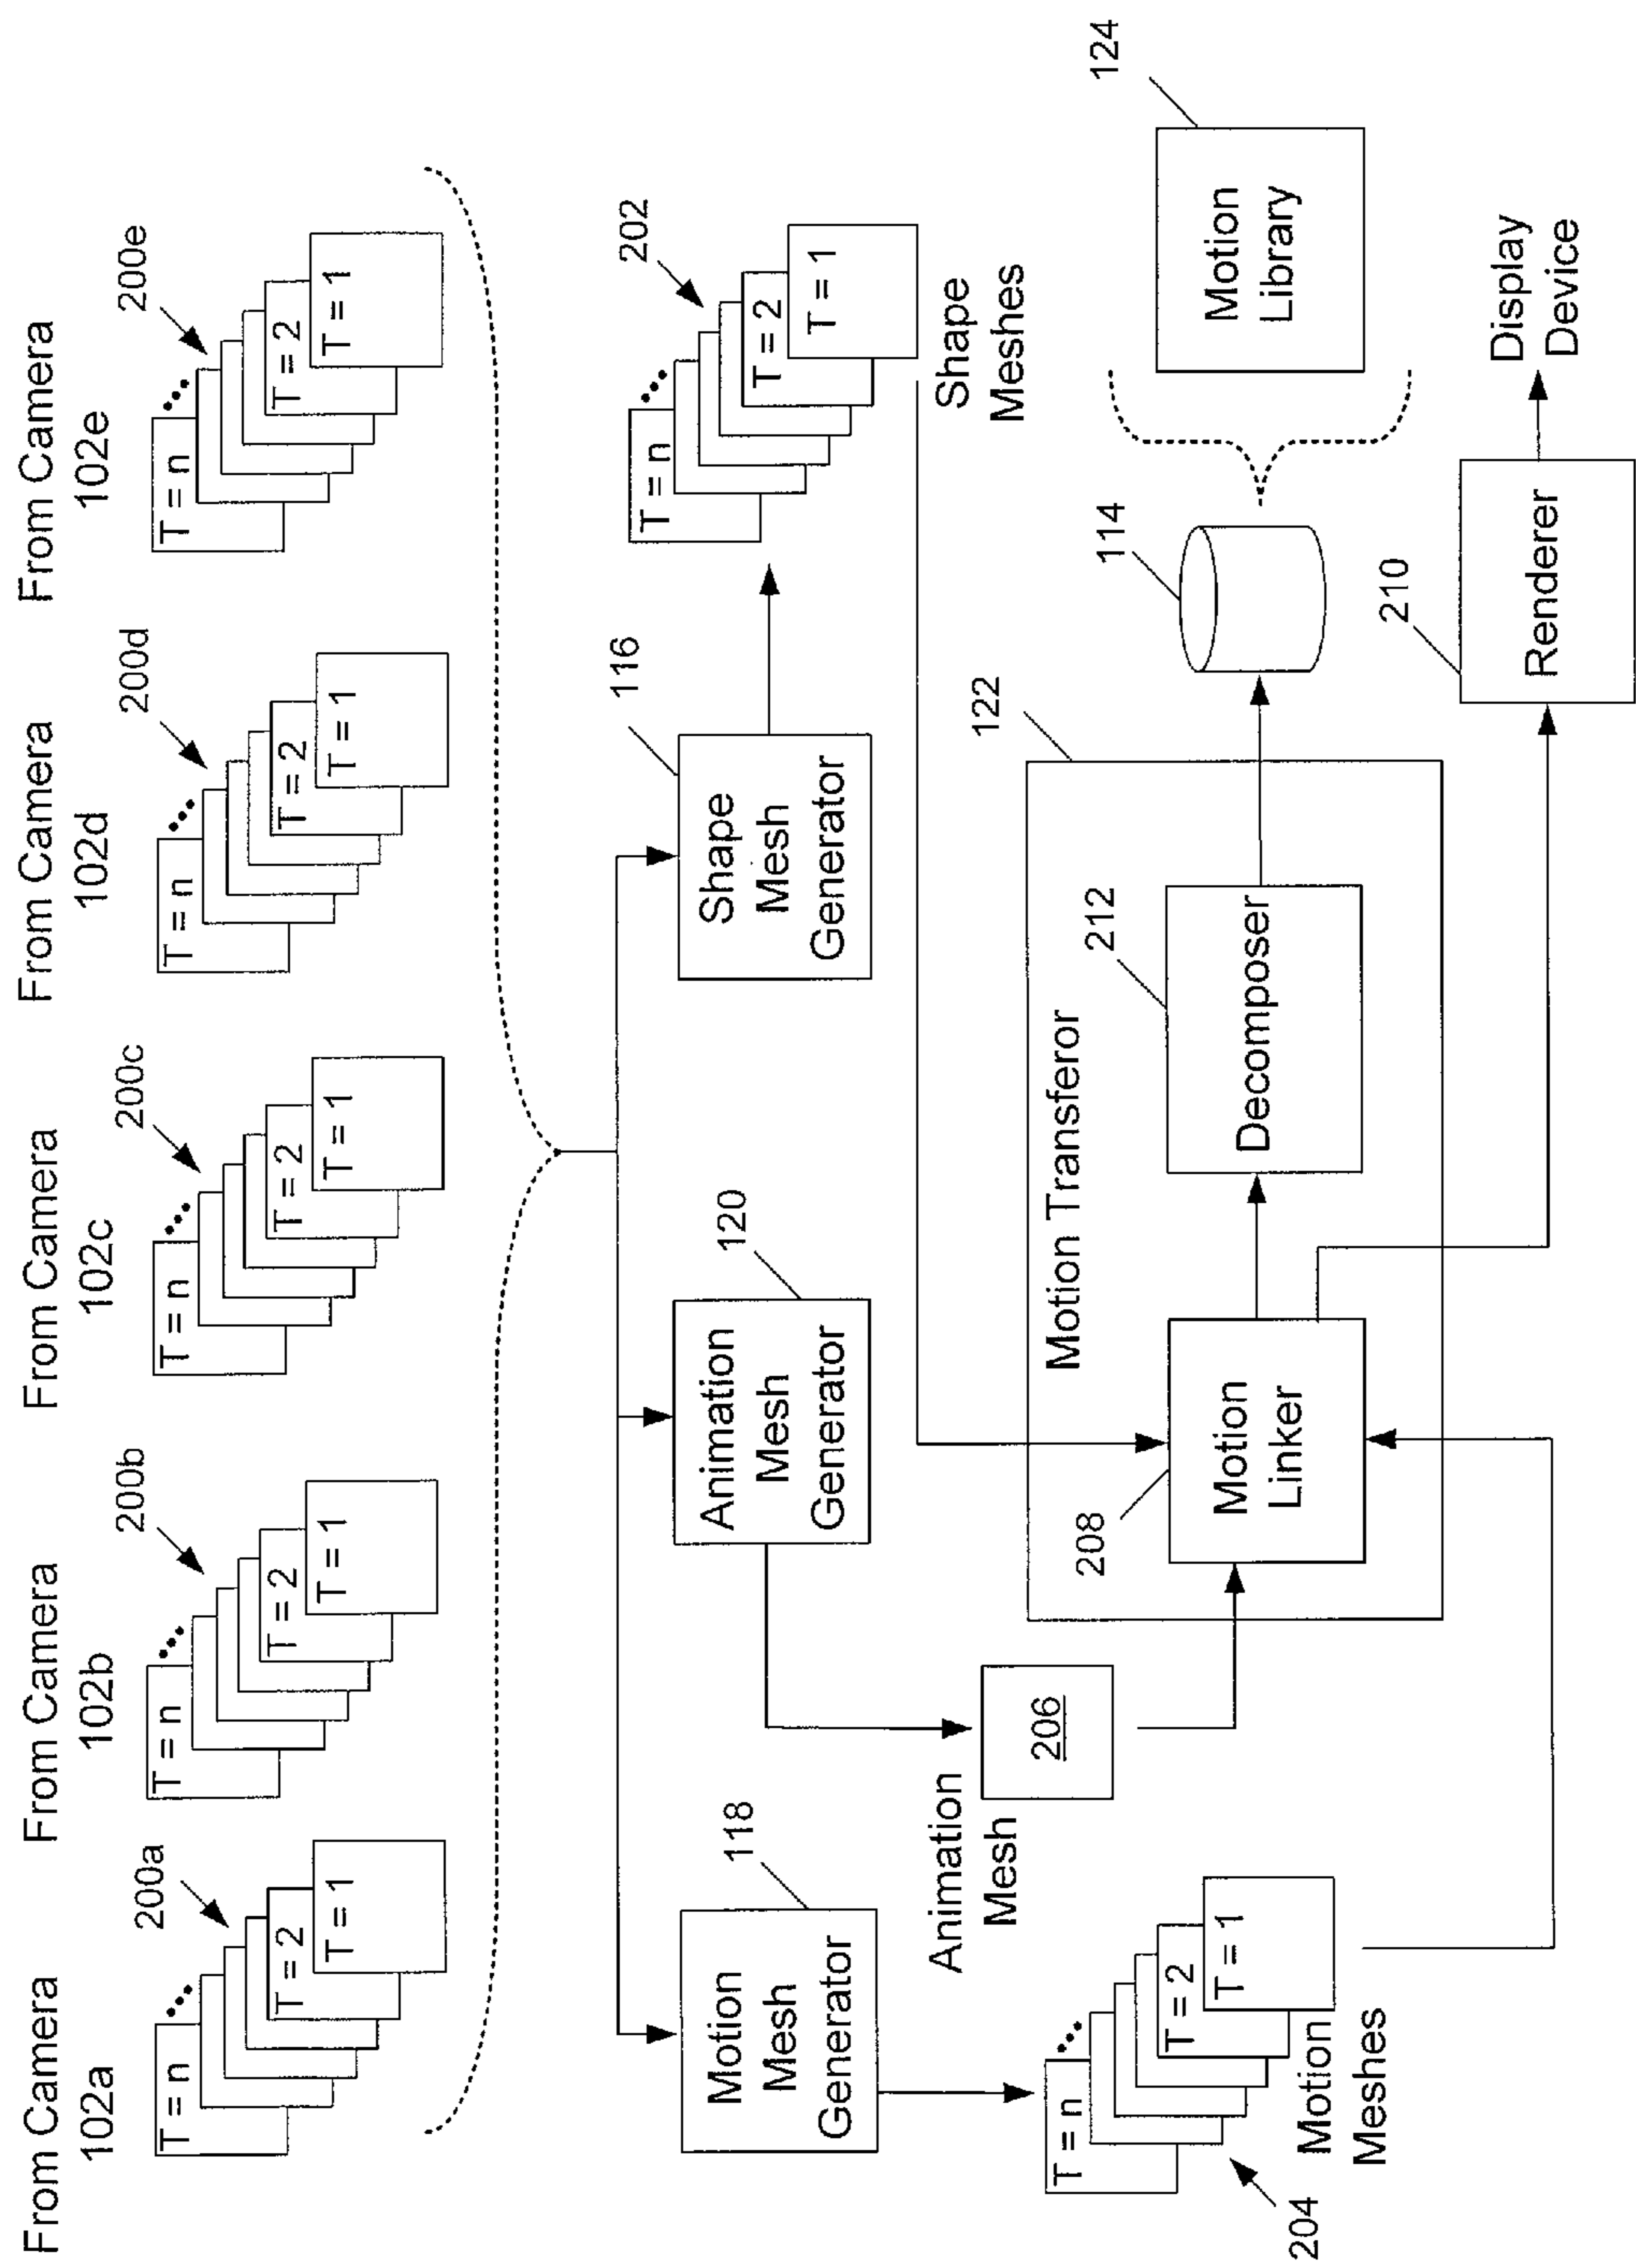 From Camera
102a
From Camera
102b
From Camera
102c
From Camera
102d
From Camera
102e
200a
T = n
T = 2
T = 1
200b
T = n
T = 2
T = 1
200c
T = n
T = 2
T = 1
200d
T = n
T = 2
T = 1
200e
T = n
T = 2
T = 1
118
Motion
Mesh
Generator
120
Animation
Mesh
Generator
116
Shape
Mesh
Generator
202
T = n
T = 2
T = 1
Shape
Meshes
Animation
Mesh
206
T = n
T = 2
T = 1
204
Motion
Meshes
122
Motion Transferor
208
Motion
Linker
212
Decomposer
114
124
Motion
Library
210
Renderer
Display
Device